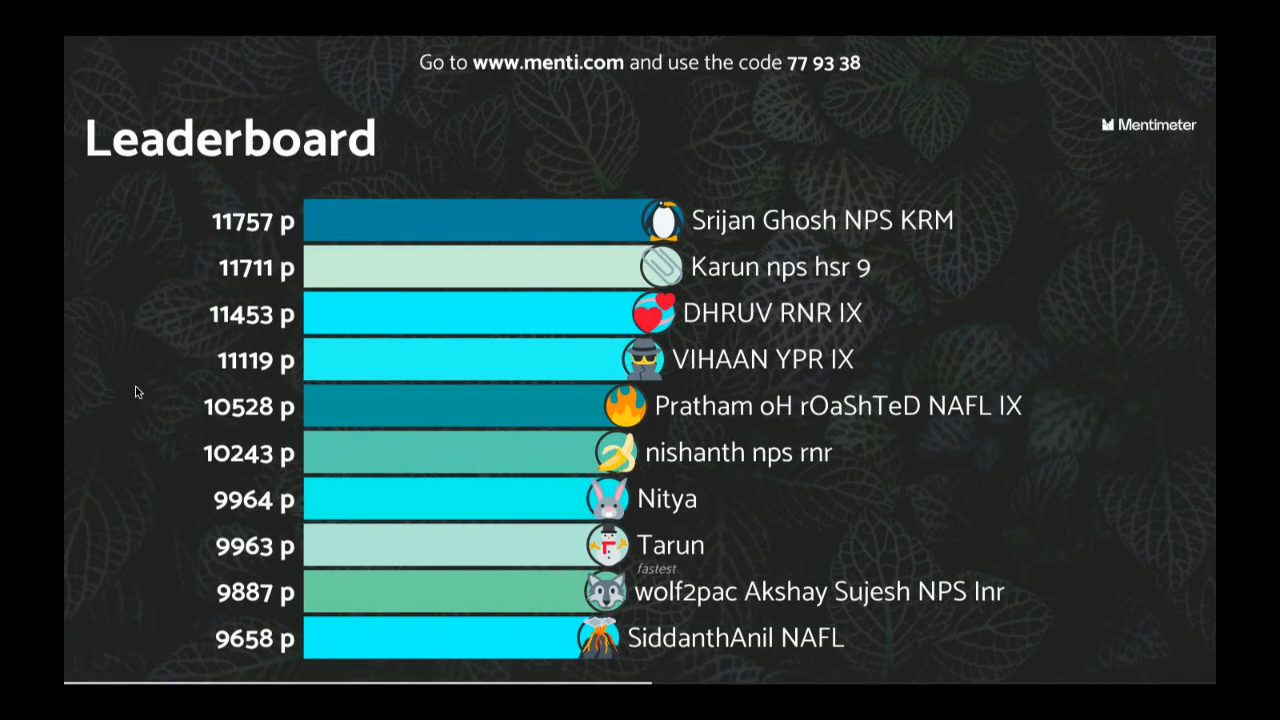 Go to www.menti.com and use the code 77 93 38
Leaderboard
Mentimeter
11757 p Srijan Ghosh NPS KRM
11711 p Karun nps hsr 9
11453 p DHRUV RNR IX
11119 p VIHAAN YPR IX
10528 p Pratham oH rOaShTeD NAFL IX
10243 p nishanth nps rnr
9964 p Nitya
9963 p Tarun
fastest
9887 p wolf2pac Akshay Sujesh NPS Inr
9658 p SiddanthAnil NAFL